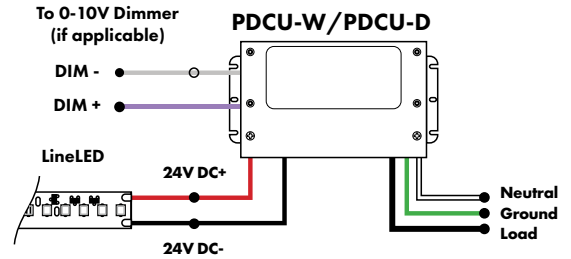 To 0-10V Dimmer
(if applicable)
PDCU-W/PDCU-D
DIM -
DIM +
LineLED
24V DC+
24V DC-
Neutral
Ground
Load